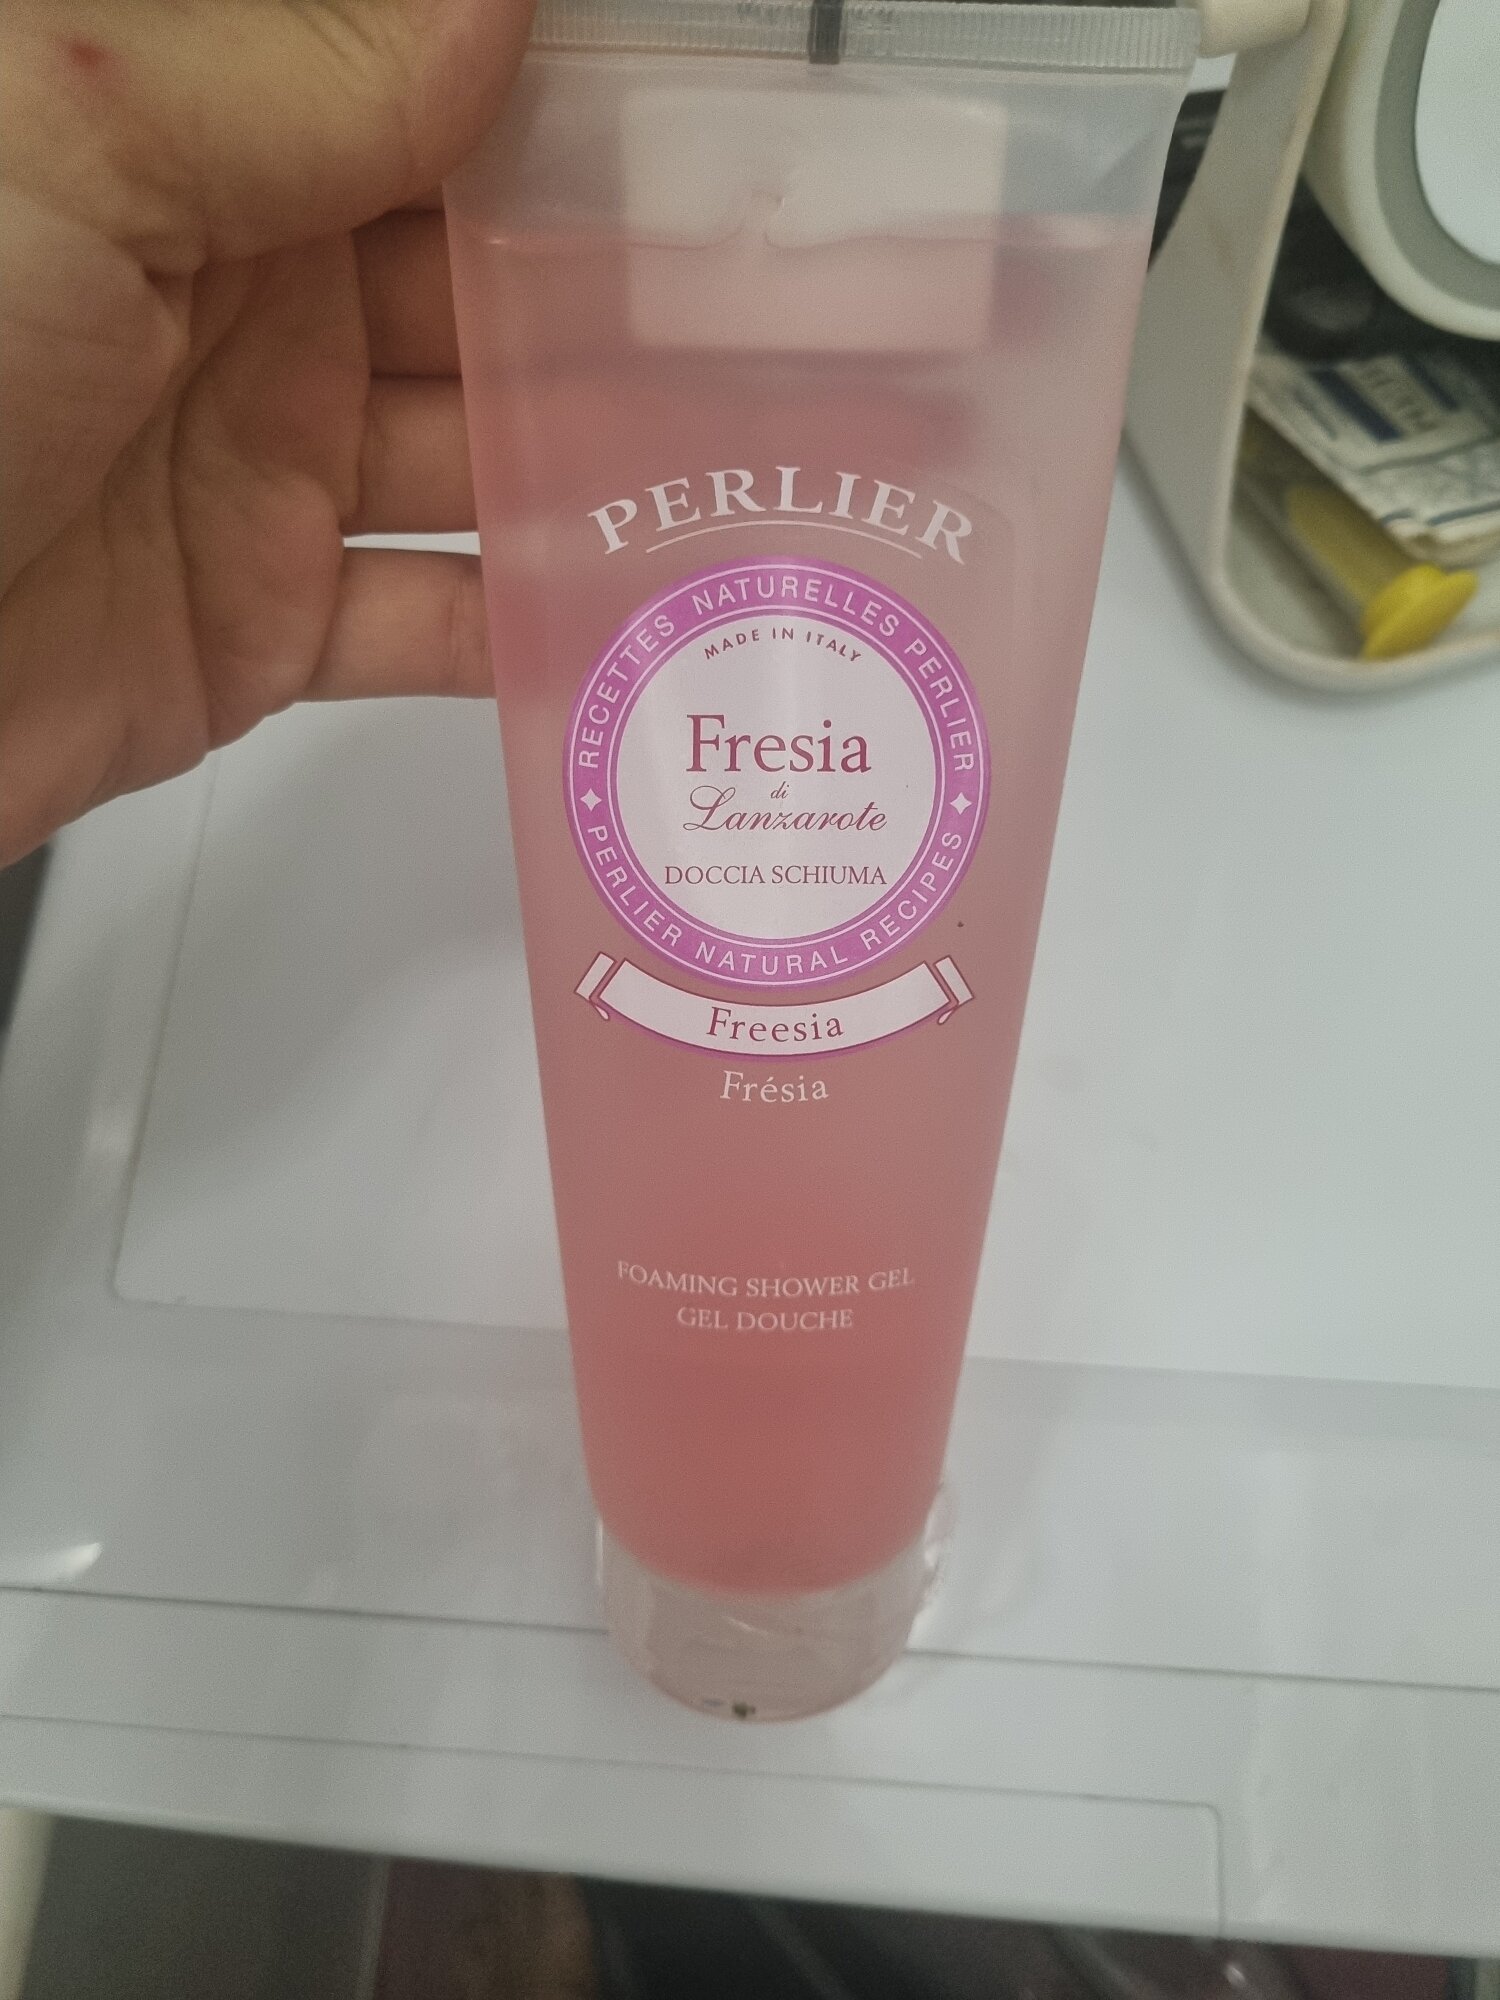 PERLIER
RECETTES NATURELLES PERLIER
MADE IN ITALY
Fresia
di
Lanzarote
DOCCIA SCHIUMA
PERLIER NATURAL RECIPES
Freesia
Frésia
FOAMING SHOWER GEL
GEL DOUCHE